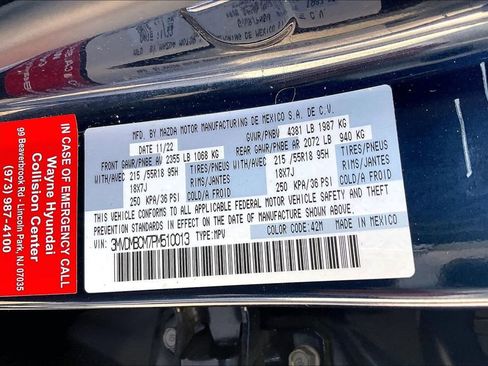 MFD. BY MAZDA MOTOR MANUFACTURING DE MEXICO S.A. DE C.V.
DATE 11/22
GVWR/PNBV 4381 LB 1987 KG
FRONT GAWR/PNBE AV 2355 LB 1068 KG
GAWR/PNBE AR 2072 LB 940 KG
WITH/AVEC 215 /55R18 95H TIRES/PNEUS
WITH/AVEC 215 /55R18 95H TIRES/PNEUS
18X7J RIMS/JANTES
18X7J RIMS/JANTES
250 KPA/36 PSI COLD/A FROID
250 KPA/36 PSI COLD/A FROID
THIS VEHICLE CONFORMS TO ALL APPLICABLE FEDERAL MOTOR VEHICLE SAFETY AND THEFT
PREVENTION STANDARDS IN EFFECT ON THE DATE OF MANUFACTURE SHOWN ABOVE.
VIN: 3MVDMBCM7PM510013 TYPE: MPV
COLOR CODE: 42M
MADE IN MEXICO
IN CASE OF EMERGENCY CALL
Wayne Hyundai
Collision Center
99 Beaverbrook Rd - Lincoln Park, NJ 07035
(973) 987-4100